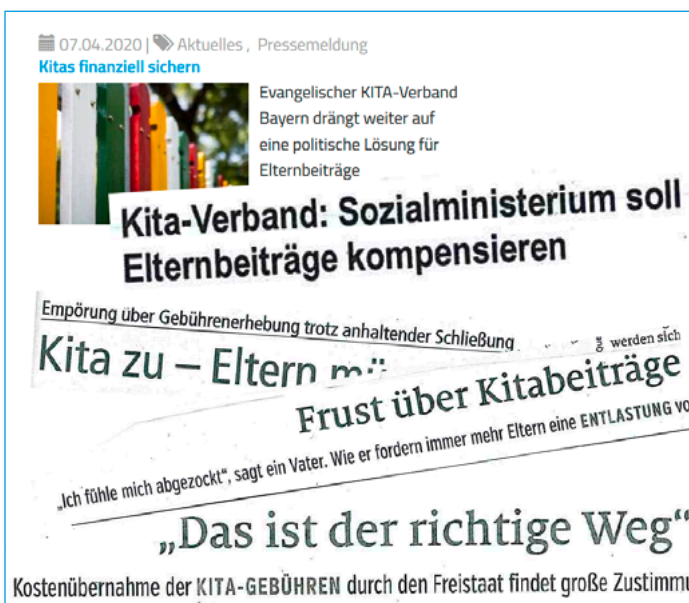 07.04.2020 | Aktuelles , Pressemeldung
Kitas finanziell sichern
Evangelischer KITA-Verband
Bayern drängt weiter auf
eine politische Lösung für
Elternbeiträge
Kita-Verband: Sozialministerium soll
Elternbeiträge kompensieren
Empörung über Gebührenerhebung trotz anhaltender Schließung
werden sich
Kita zu – Eltern
Frust über Kitabeiträge
„Ich fühle mich abgezockt“, sagt ein Vater. Wie er fordern immer mehr Eltern eine ENTLASTUNG vo
„Das ist der richtige Weg“
Kostenübernahme der KITA-GEBÜHREN durch den Freistaat findet große Zustimmu